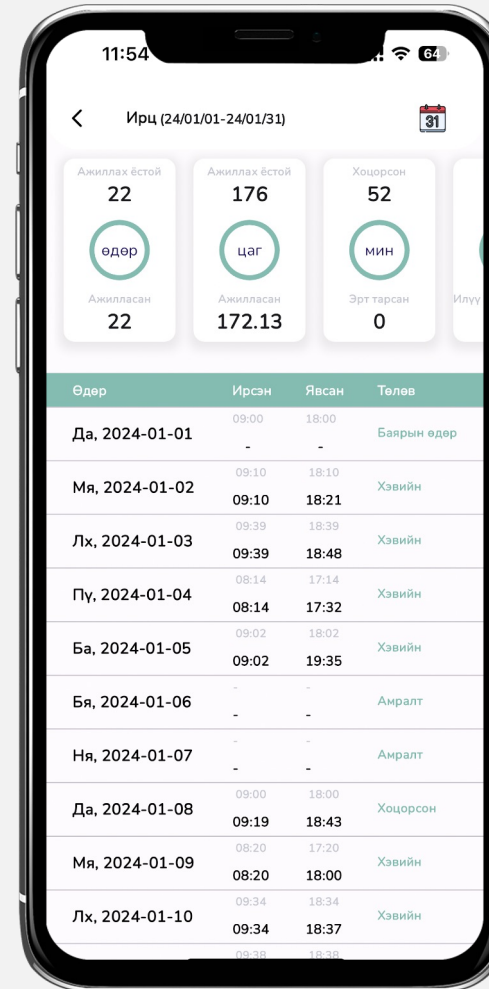 11:54
64
Ирц (24/01/01-24/01/31)
31
Ажиллах ёстой
22
өдөр
Ажилласан
22
Ажиллах ёстой
176
цаг
Ажилласан
172.13
Хоцорсон
52
мин
Эрт тарсан
0
Илүү
Өдөр Ирсэн Явсан Төлөв
09:00 18:00
Да, 2024-01-01 Баярын өдөр
- -
09:10 18:10
Мя, 2024-01-02 Хэвийн
09:10 18:21
09:39 18:39
Лх, 2024-01-03 Хэвийн
09:39 18:48
08:14 17:14
Пү, 2024-01-04 Хэвийн
08:14 17:32
09:02 18:02
Ба, 2024-01-05 Хэвийн
09:02 19:35
- -
Бя, 2024-01-06 Амралт
- -
- -
Ня, 2024-01-07 Амралт
- -
09:00 18:00
Да, 2024-01-08 Хоцорсон
09:19 18:43
08:20 17:20
Мя, 2024-01-09 Хэвийн
08:20 18:00
09:34 18:34
Лх, 2024-01-10 Хэвийн
09:34 18:37
09:38 18:38